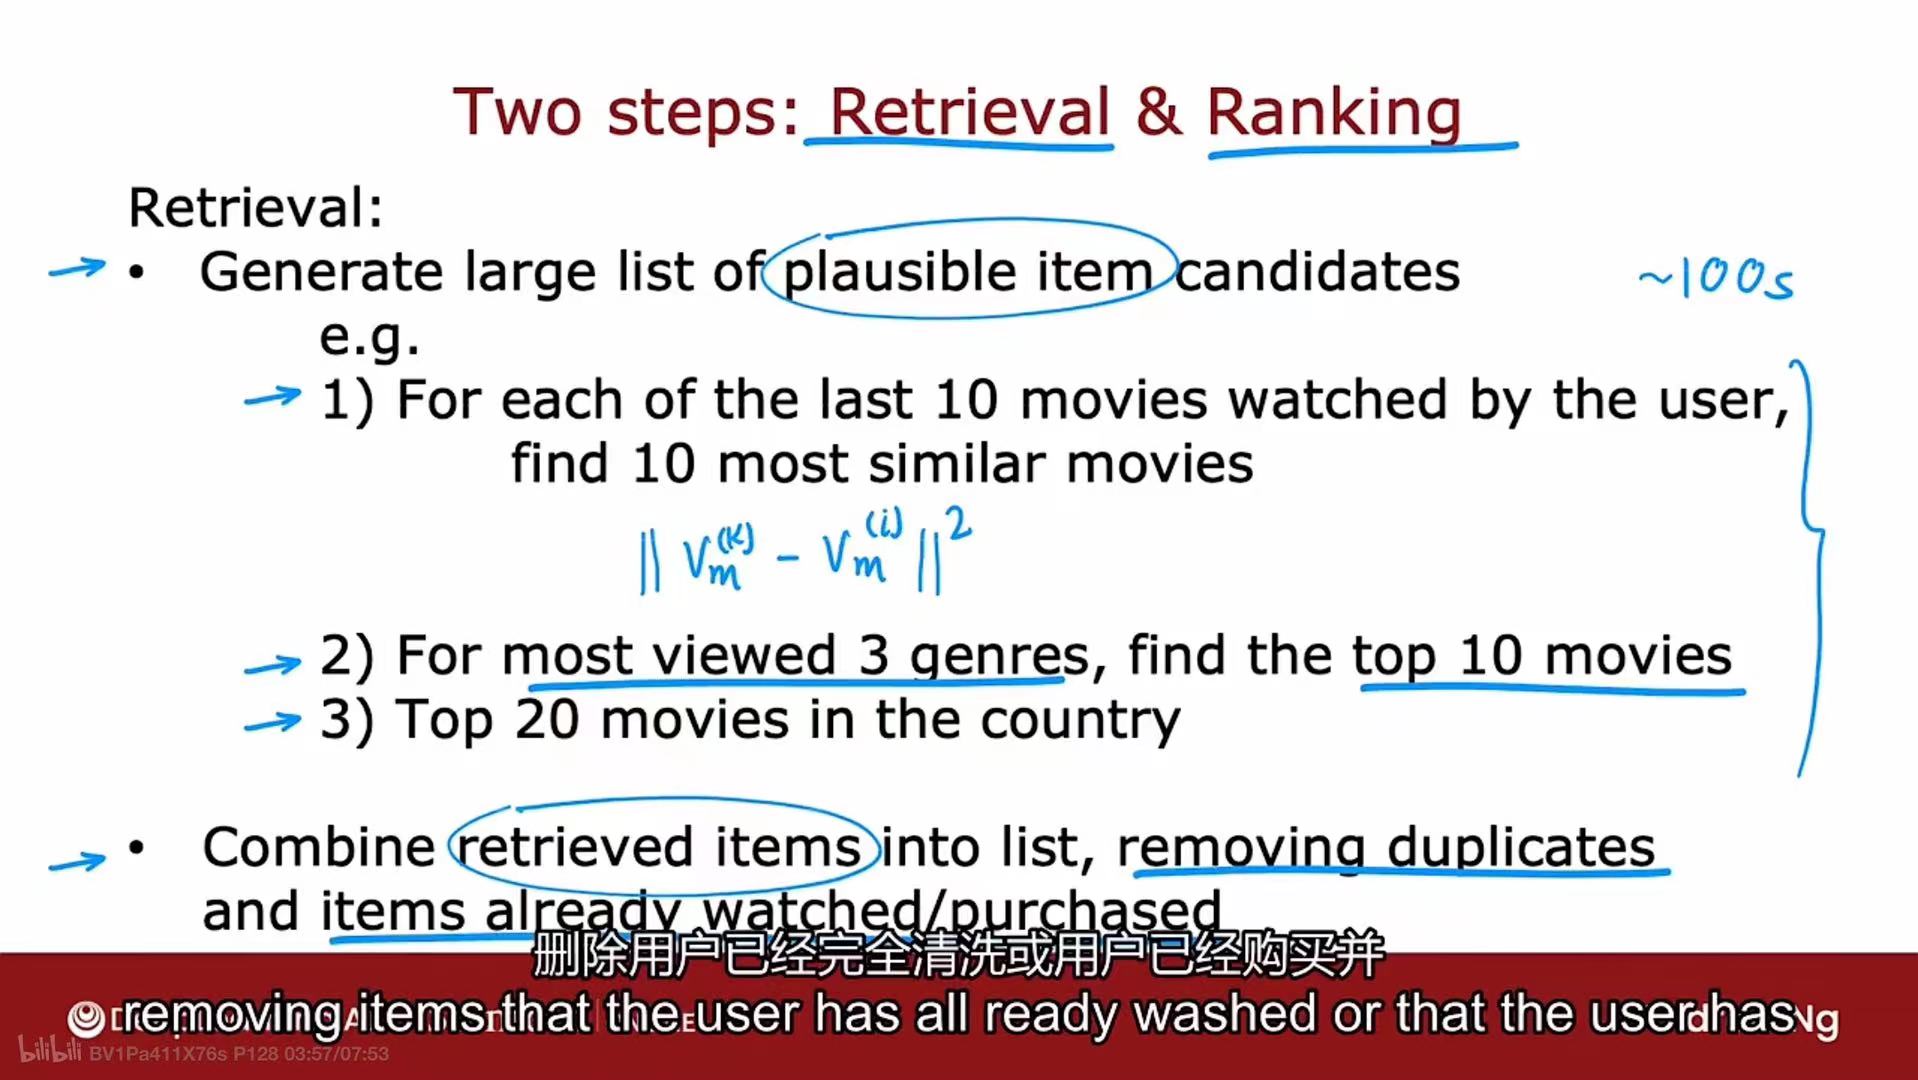 Two steps: Retrieval & Ranking
Retrieval:
• Generate large list of plausible item candidates
~100s
e.g.
1) For each of the last 10 movies watched by the user,
find 10 most similar movies
|| Vm(k) - Vm(i) ||2
2) For most viewed 3 genres, find the top 10 movies
3) Top 20 movies in the country
• Combine retrieved items into list, removing duplicates
and items already watched/purchased
删除用户已经完全清洗或用户已经购买并
removing items that the user has all ready washed or that the user has
Ng
bilibili BV1Pa411X76s P128 03:57/07:53